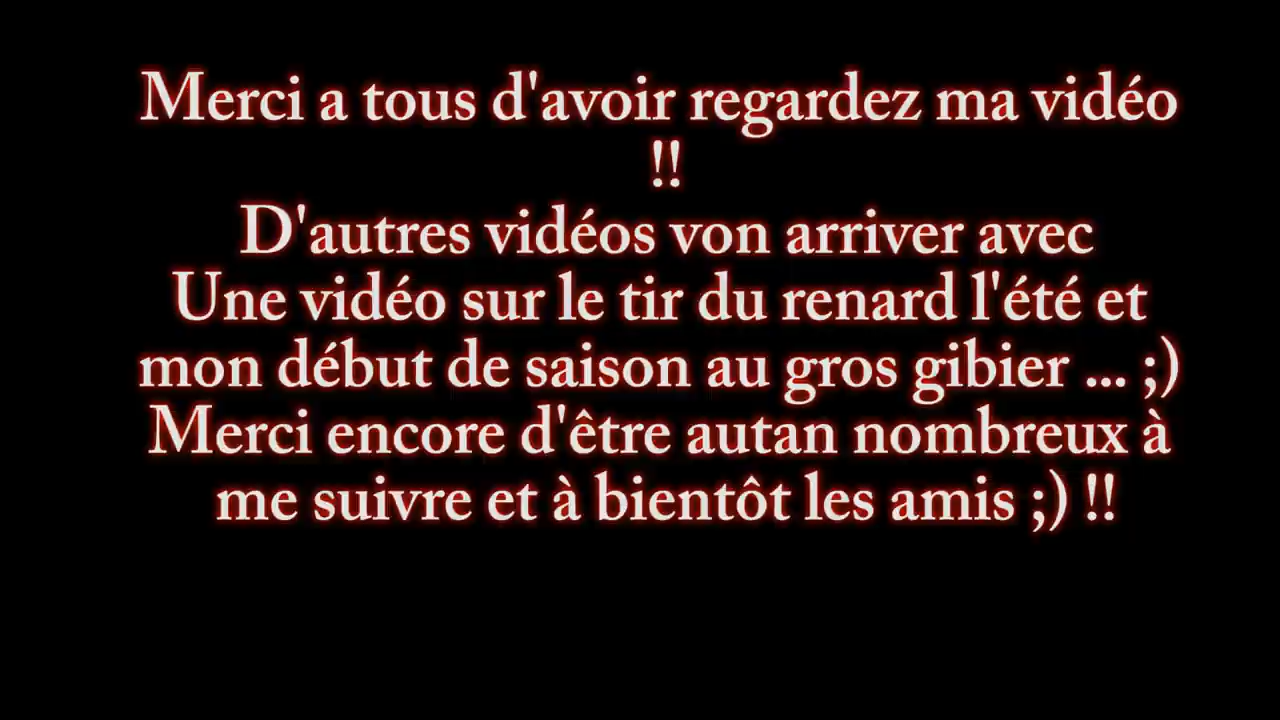 Merci a tous d'avoir regardez ma vidéo
!!
D'autres vidéos von arriver avec
Une vidéo sur le tir du renard l'été et
mon début de saison au gros gibier ... ;)
Merci encore d'être autan nombreux à
me suivre et à bientôt les amis ;) !!